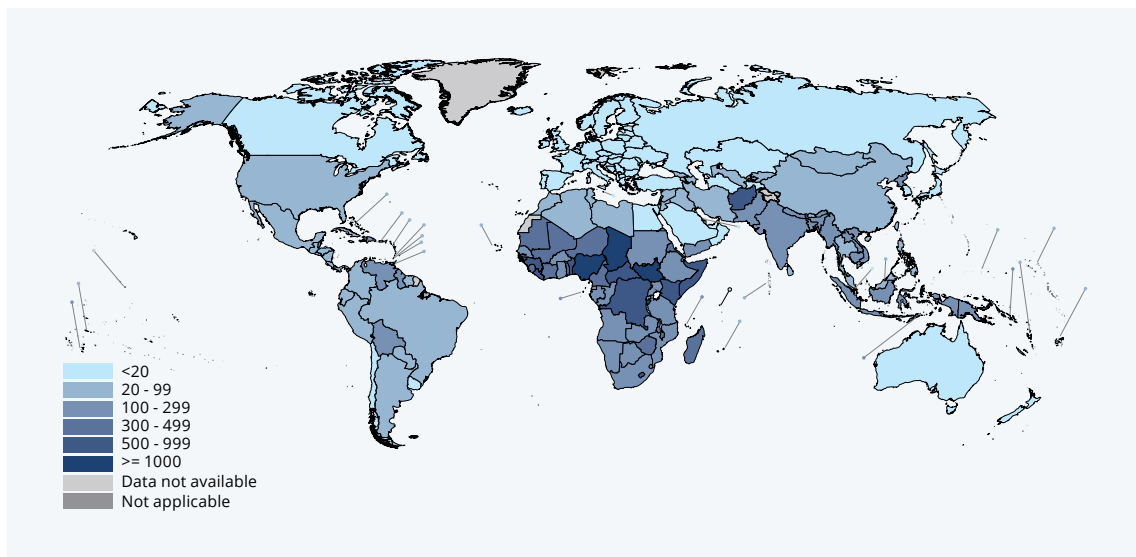 <20
20 - 99
100 - 299
300 - 499
500 - 999
>= 1000
Data not available
Not applicable